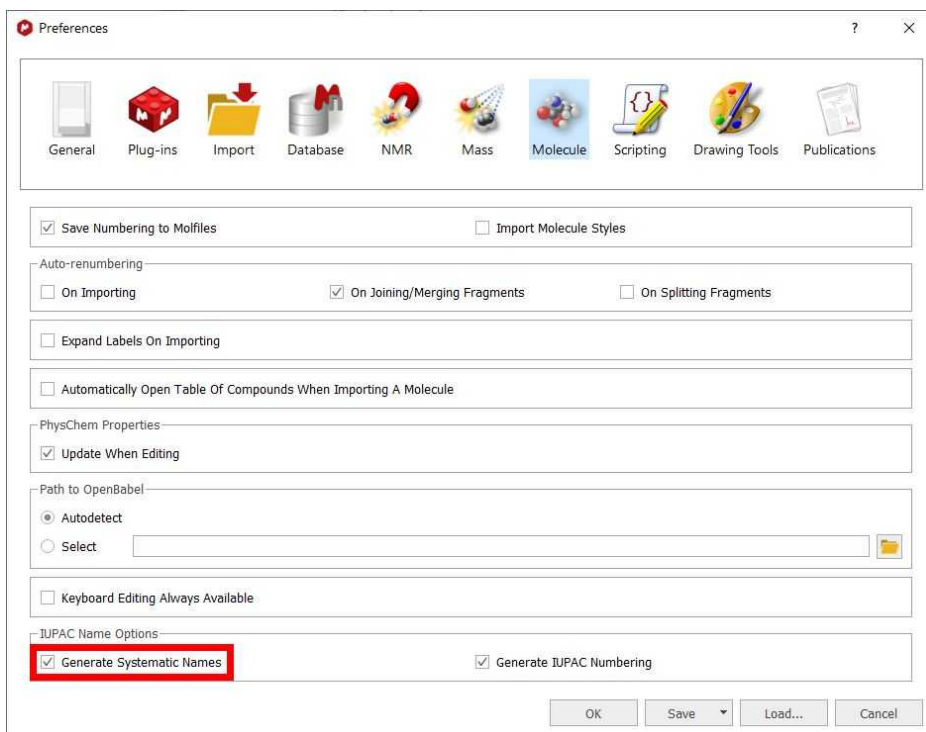 Preferences
General Plug-ins Import Database NMR Mass Molecule Scripting Drawing Tools Publications
Save Numbering to Molfiles Import Molecule Styles
Auto-renumbering
On Importing On Joining/Merging Fragments On Splitting Fragments
Expand Labels On Importing
Automatically Open Table Of Compounds When Importing A Molecule
PhysChem Properties
Update When Editing
Path to OpenBabel
Autodetect
Select
Keyboard Editing Always Available
IUPAC Name Options
Generate Systematic Names Generate IUPAC Numbering
OK Save Load... Cancel